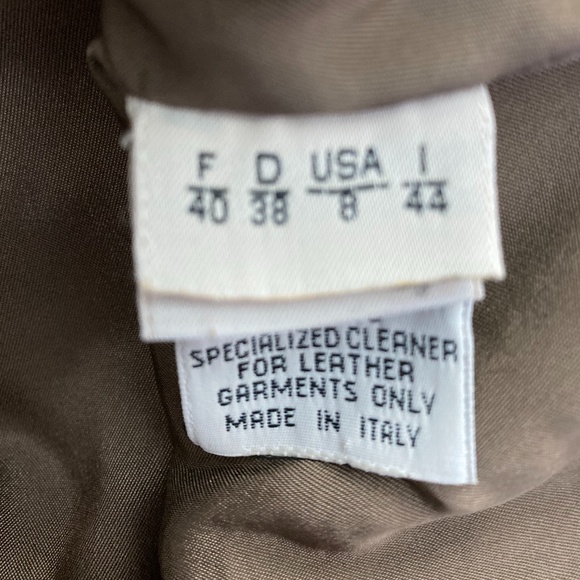 F D USA I
40 38 8 44
SPECIALIZED CLEANER
FOR LEATHER
GARMENTS ONLY
MADE IN ITALY